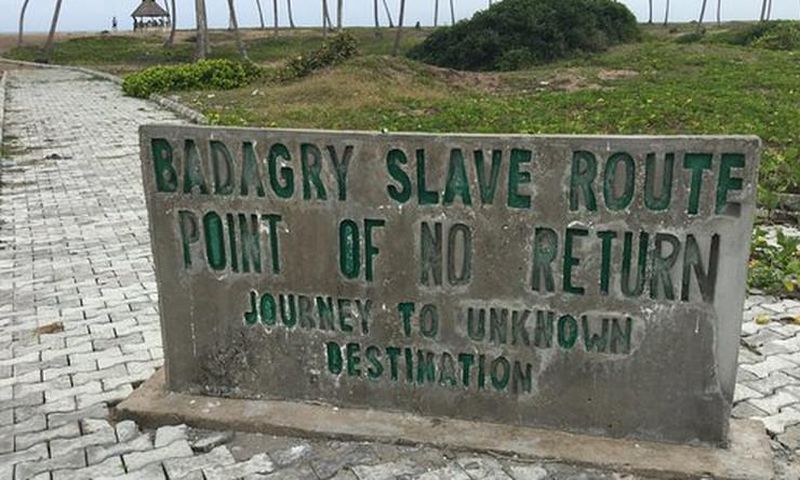 BADAGRY SLAVE ROUTE
POINT OF NO RETURN
JOURNEY TO UNKNOWN
DESTINATION